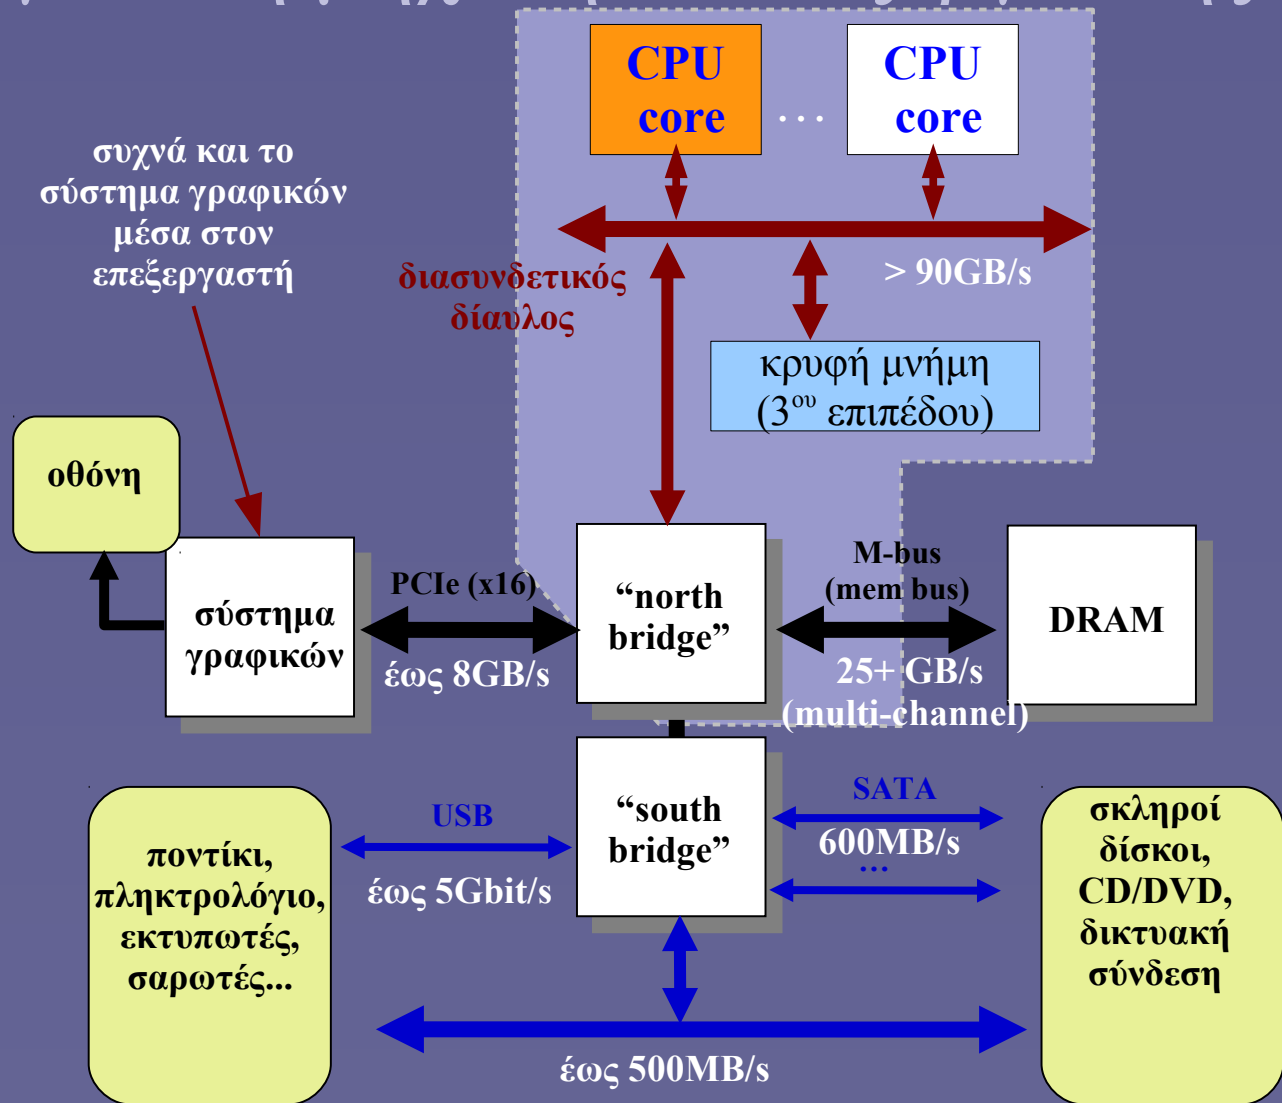 CPU
core
...
CPU
core
συχνά και το
σύστημα γραφικών
μέσα στον
επεξεργαστή
διασυνδετικός
δίαυλος
> 90GB/s
κρυφή μνήμη
(3ου επιπέδου)
οθόνη
σύστημα
γραφικών
PCIe (x16)
έως 8GB/s
“north
bridge”
M-bus
(mem bus)
25+ GB/s
(multi-channel)
DRAM
“south
bridge”
USB
έως 5Gbit/s
SATA
600MB/s
...
ποντίκι,
πληκτρολόγιο,
εκτυπωτές,
σαρωτές...
σκληροί
δίσκοι,
CD/DVD,
δικτυακή
σύνδεση
έως 500MB/s